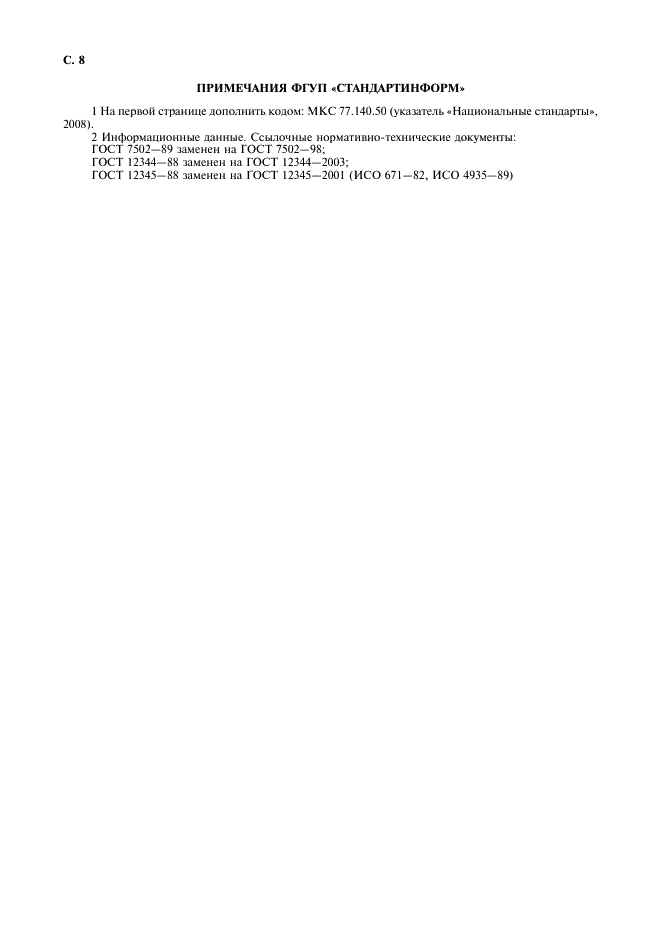 С. 8
ПРИМЕЧАНИЯ ФГУП «СТАНДАРТИНФОРМ»
1 На первой странице дополнить кодом: МКС 77.140.50 (указатель «Национальные стандарты»,
2008).
2 Информационные данные. Ссылочные нормативно-технические документы:
ГОСТ 7502—89 заменен на ГОСТ 7502—98;
ГОСТ 12344—88 заменен на ГОСТ 12344—2003;
ГОСТ 12345—88 заменен на ГОСТ 12345—2001 (ИСО 671—82, ИСО 4935—89)